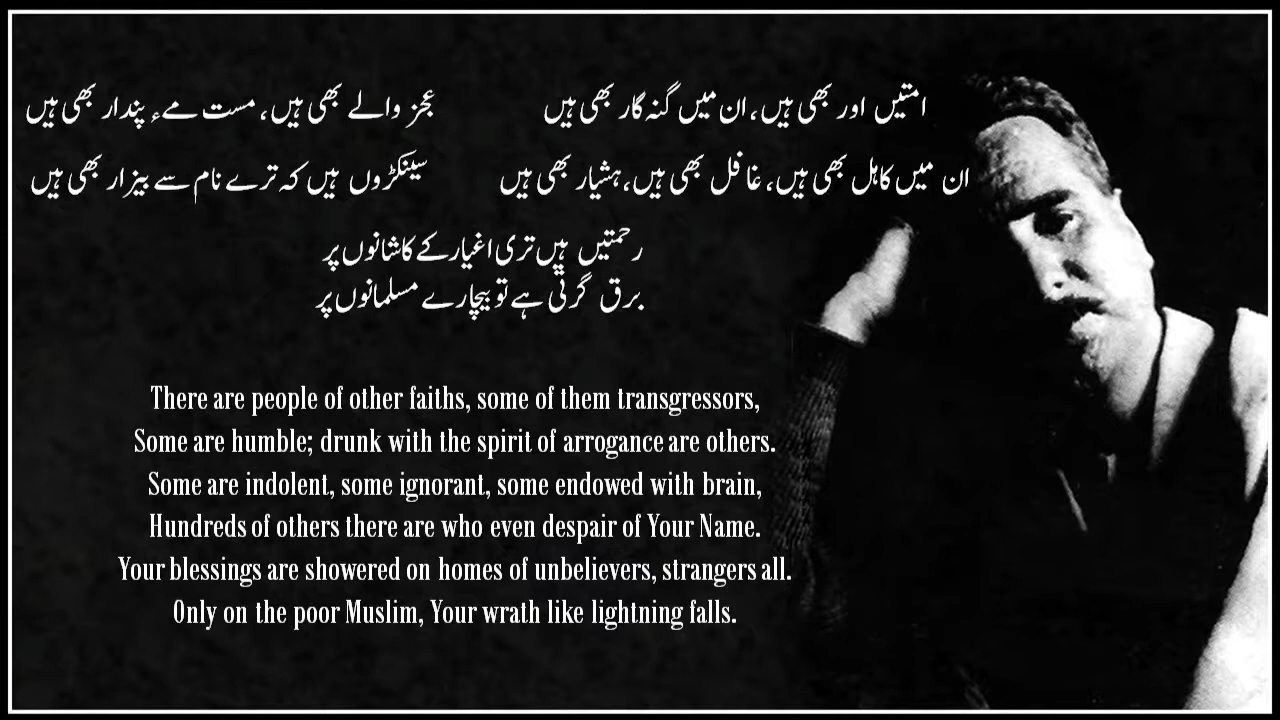 امتیں اور بھی ہیں، ان میں گنہ گار بھی ہیں عجز والے بھی ہیں، مست مےء پندار بھی ہیں
ان میں کاہل بھی ہیں، غافل بھی ہیں، ہشیار بھی ہیں سینکڑوں ہیں کہ ترے نام سے بیزار بھی ہیں
رحمتیں ہیں تری اغیار کے کاشانوں پر
برق گرتی ہے تو بیچارے مسلمانوں پر
There are people of other faiths, some of them transgressors,
Some are humble; drunk with the spirit of arrogance are others.
Some are indolent, some ignorant, some endowed with brain,
Hundreds of others there are who even despair of Your Name.
Your blessings are showered on homes of unbelievers, strangers all.
Only on the poor Muslim, Your wrath like lightning falls.